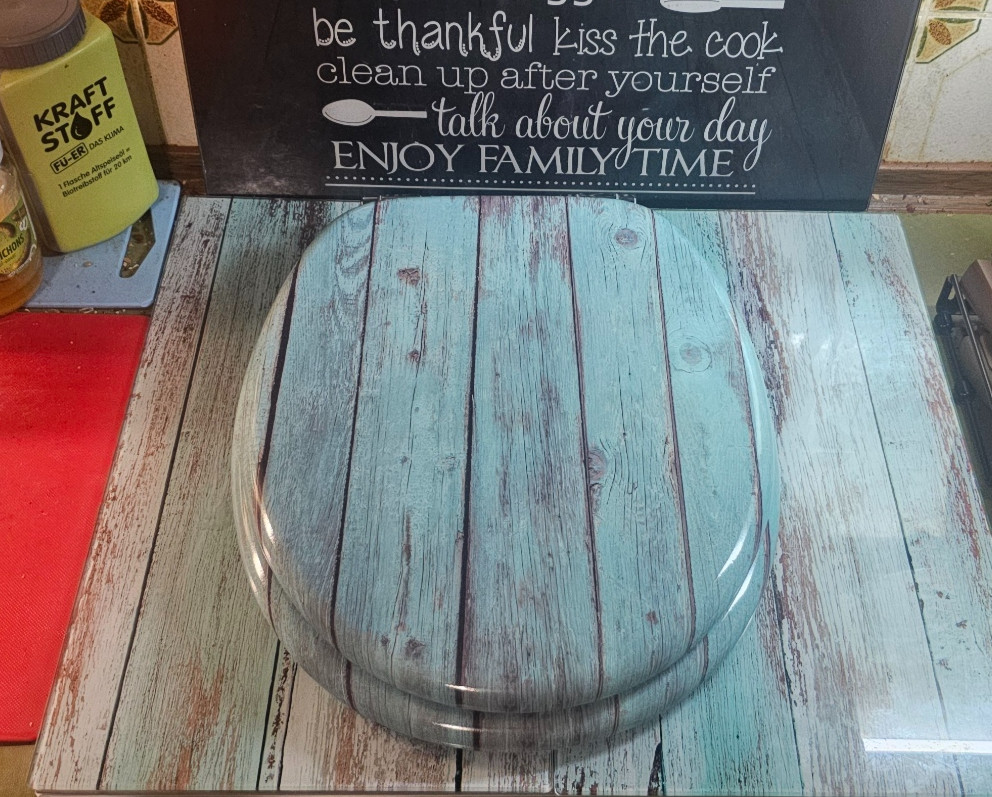 be thankful kiss the cook
clean up after yourself
talk about your day
ENJOY FAMILY TIME
KRAFT
STOFF
FU-ER DAS KLIMA
1 Flasche Altspeiseöl =
Biotreibstoff für 20 km